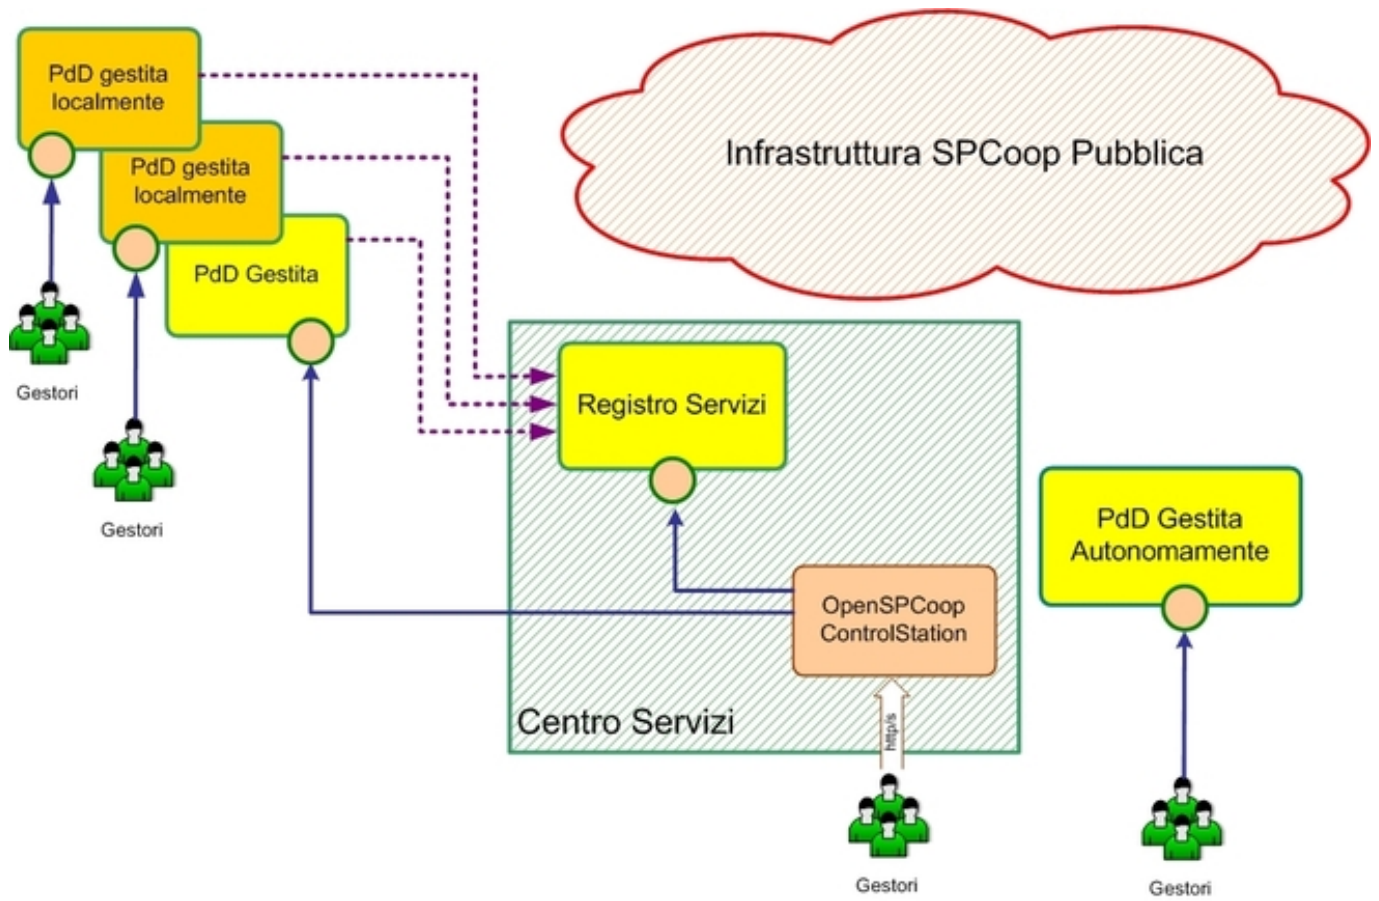 PdD gestita
localmente
PdD gestita
localmente
PdD Gestita
Infrastruttura SPCoop Pubblica
Gestori
Gestori
Registro Servizi
PdD Gestita
Autonomamente
OpenSPCoop
ControlStation
Centro Servizi
http/s
Gestori
Gestori